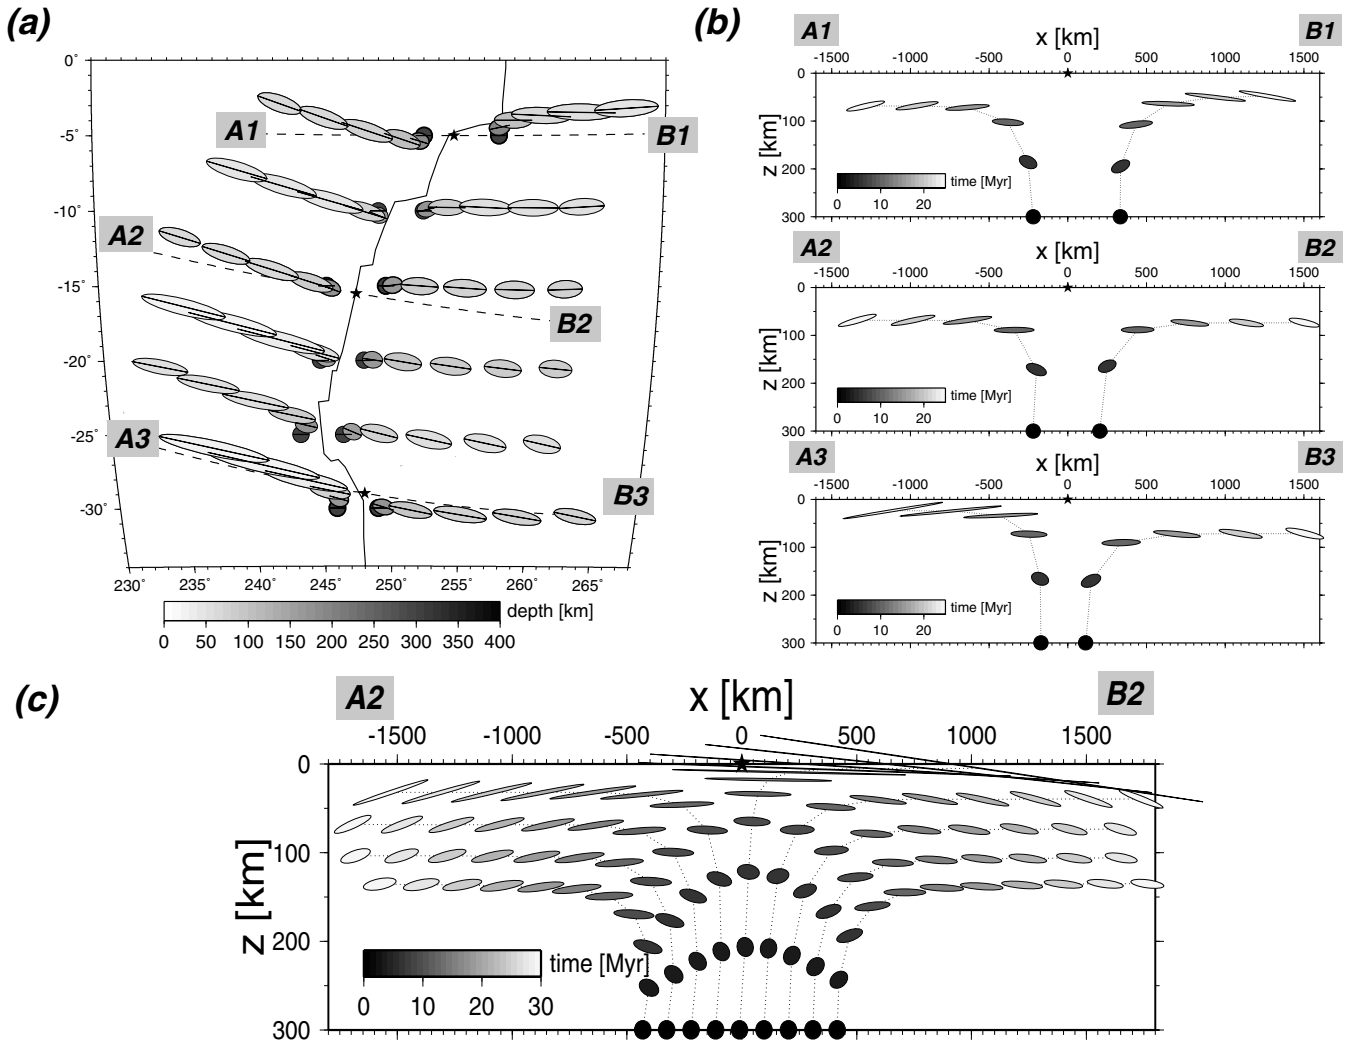 (a)
0°
-5°
-10°
-15°
-20°
-25°
-30°
A1
B1
A2
B2
A3
B3
230° 235° 240° 245° 250° 255° 260° 265°
depth [km]
0 50 100 150 200 250 300 350 400
(b)
A1 B1
x [km]
-1500 -1000 -500 0 500 1000 1500
z [km]
0
100
200
300
time [Myr]
0 10 20
A2 B2
x [km]
-1500 -1000 -500 0 500 1000 1500
z [km]
0
100
200
300
time [Myr]
0 10 20
A3 B3
x [km]
-1500 -1000 -500 0 500 1000 1500
z [km]
0
100
200
300
time [Myr]
0 10 20
(c)
A2 B2
x [km]
-1500 -1000 -500 0 500 1000 1500
z [km]
0
100
200
300
time [Myr]
0 10 20 30